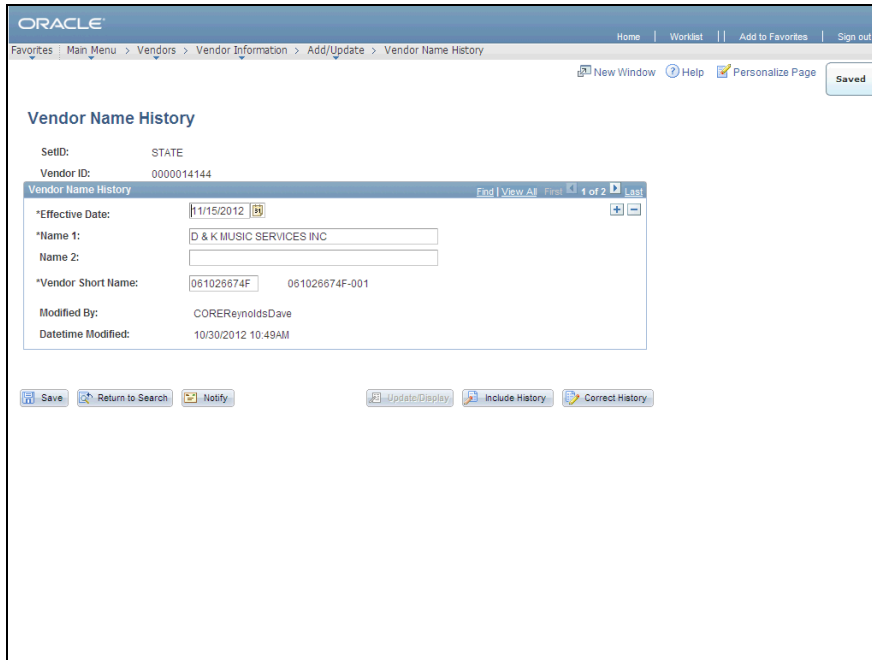 ORACLE
Home | Worklist || Add to Favorites | Sign out
Favorites | Main Menu > Vendors > Vendor Information > Add/Update > Vendor Name History
New Window Help Personalize Page
Saved
Vendor Name History
SetID: STATE
Vendor ID: 0000014144
Vendor Name History Find | View All First 1 of 2 Last
*Effective Date: 11/15/2012
*Name 1: D & K MUSIC SERVICES INC
Name 2:
*Vendor Short Name: 061026674F 061026674F-001
Modified By: COREReynoldsDave
Datetime Modified: 10/30/2012 10:49AM
Save Return to Search Notify Update/Display Include History Correct History